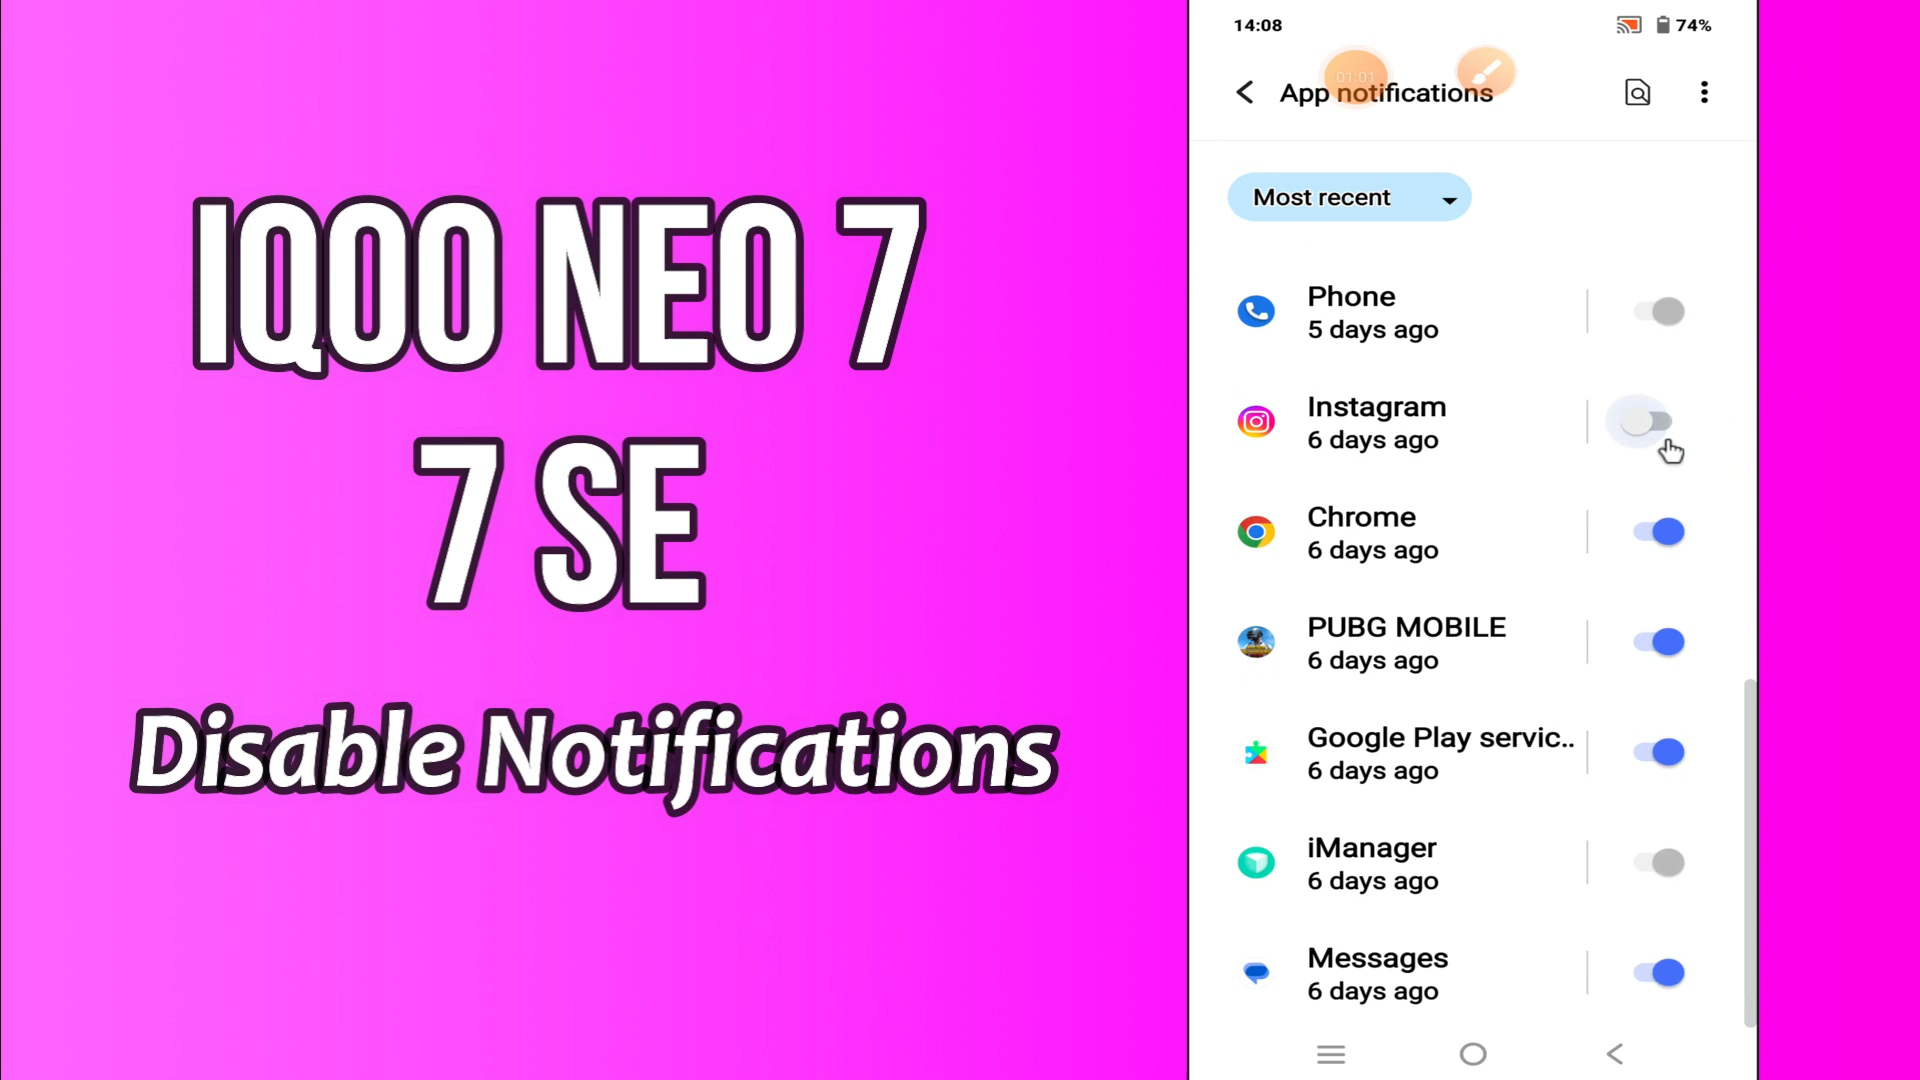 IQOO NEO 7
7 SE
Disable Notifications
14:08
74%
01:01
App notifications
Most recent
Phone
5 days ago
Instagram
6 days ago
Chrome
6 days ago
PUBG MOBILE
6 days ago
Google Play servic..
6 days ago
iManager
6 days ago
Messages
6 days ago